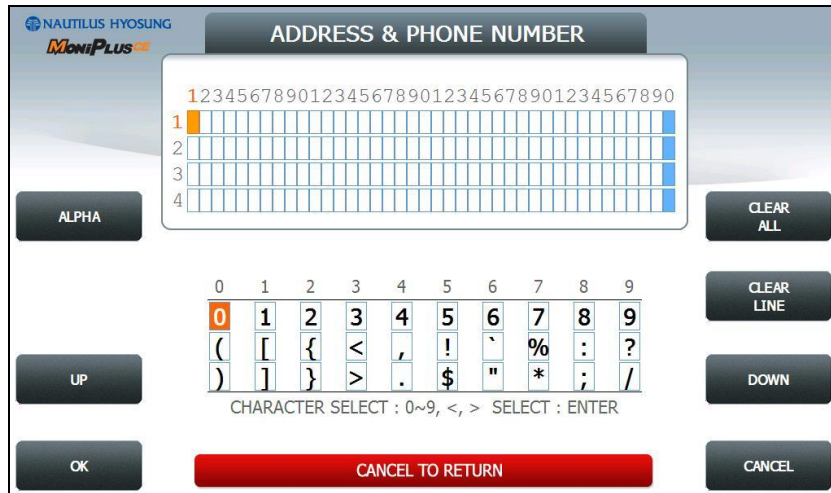 NAUTILUS HYOSUNG
MoniPlusCE
ADDRESS & PHONE NUMBER
1234567890123456789012345678901234567890
1
2
3
4
ALPHA
CLEAR
ALL
0 1 2 3 4 5 6 7 8 9
0 1 2 3 4 5 6 7 8 9
( [ { < , ! ` % : ?
) ] } > . $ " * ; /
CLEAR
LINE
UP
DOWN
CHARACTER SELECT : 0~9, <, > SELECT : ENTER
OK
CANCEL TO RETURN
CANCEL